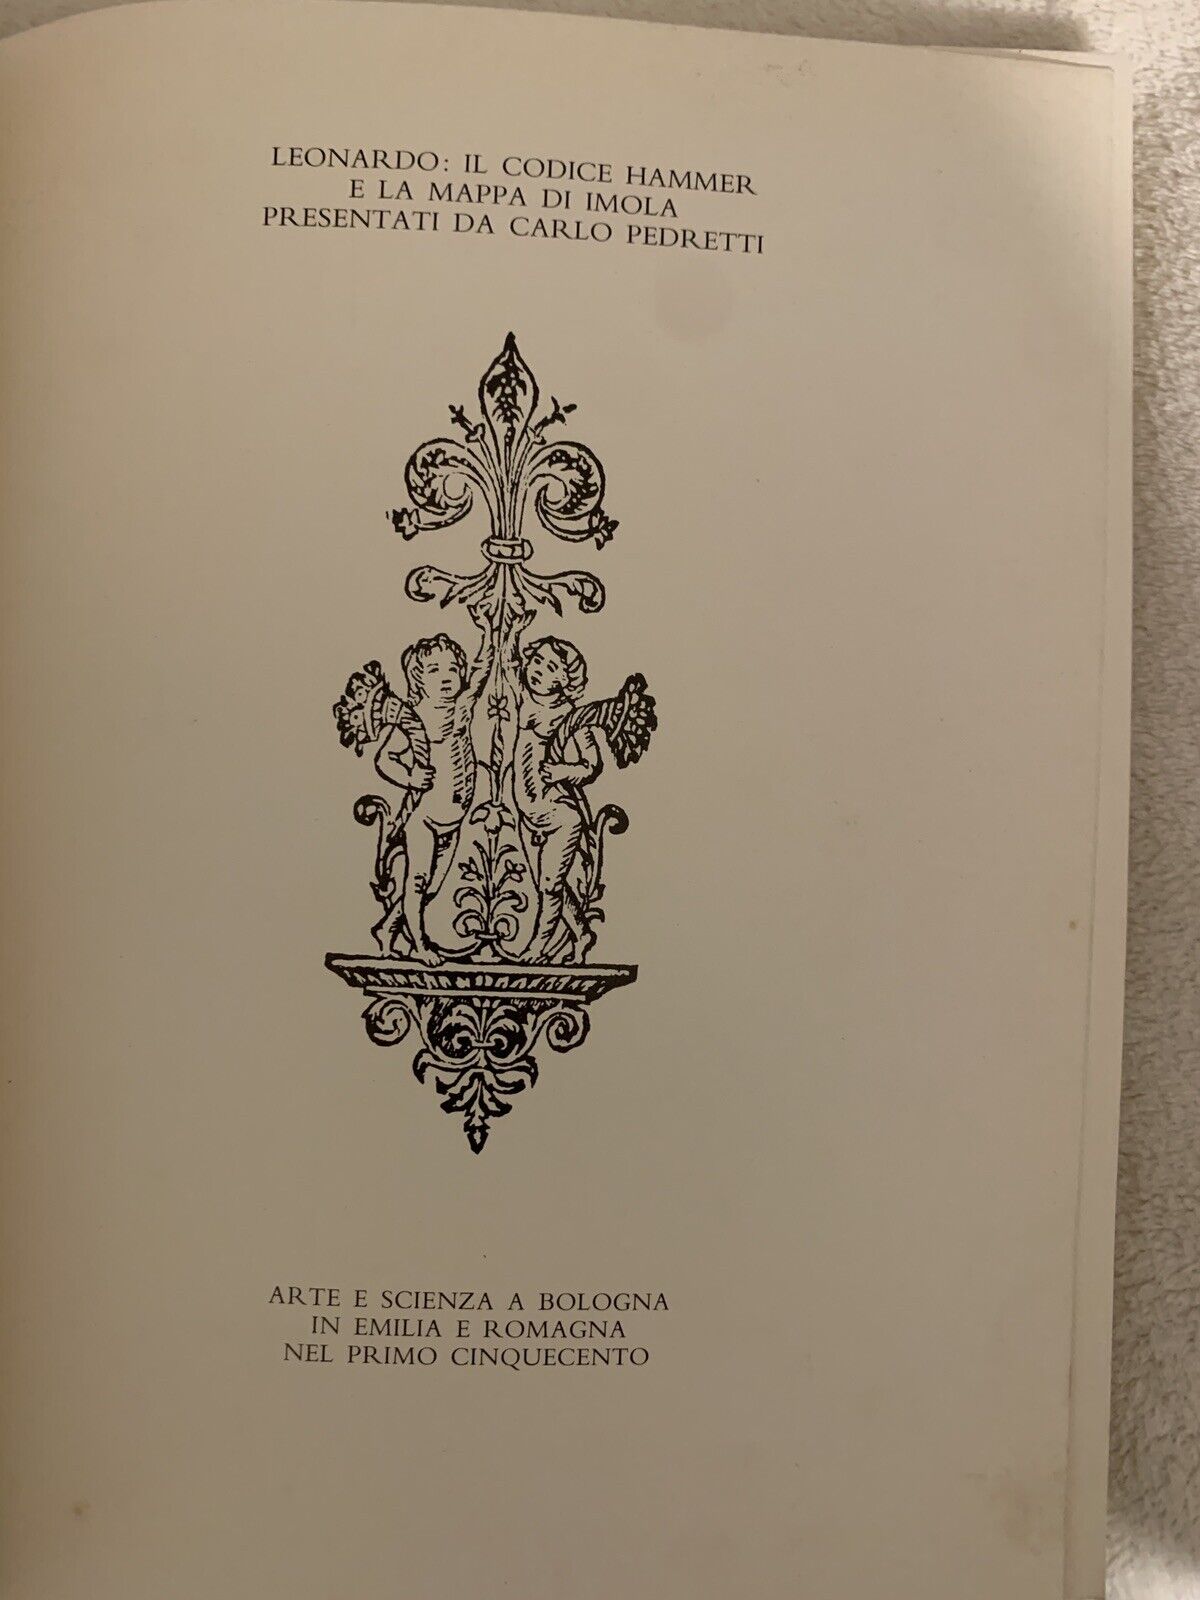 LEONARDO: IL CODICE HAMMER
E LA MAPPA DI IMOLA
PRESENTATI DA CARLO PEDRETTI
ARTE E SCIENZA A BOLOGNA
IN EMILIA E ROMAGNA
NEL PRIMO CINQUECENTO